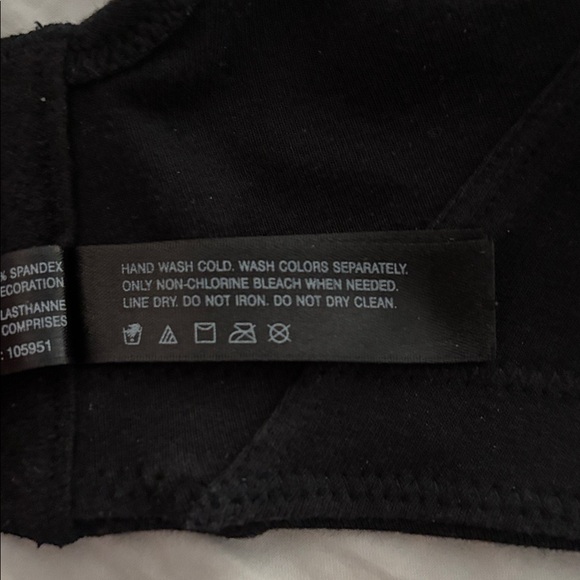 % SPANDEX
ECORATION
LASTHANNE
COMPRISES
: 105951
HAND WASH COLD. WASH COLORS SEPARATELY.
ONLY NON-CHLORINE BLEACH WHEN NEEDED.
LINE DRY. DO NOT IRON. DO NOT DRY CLEAN.